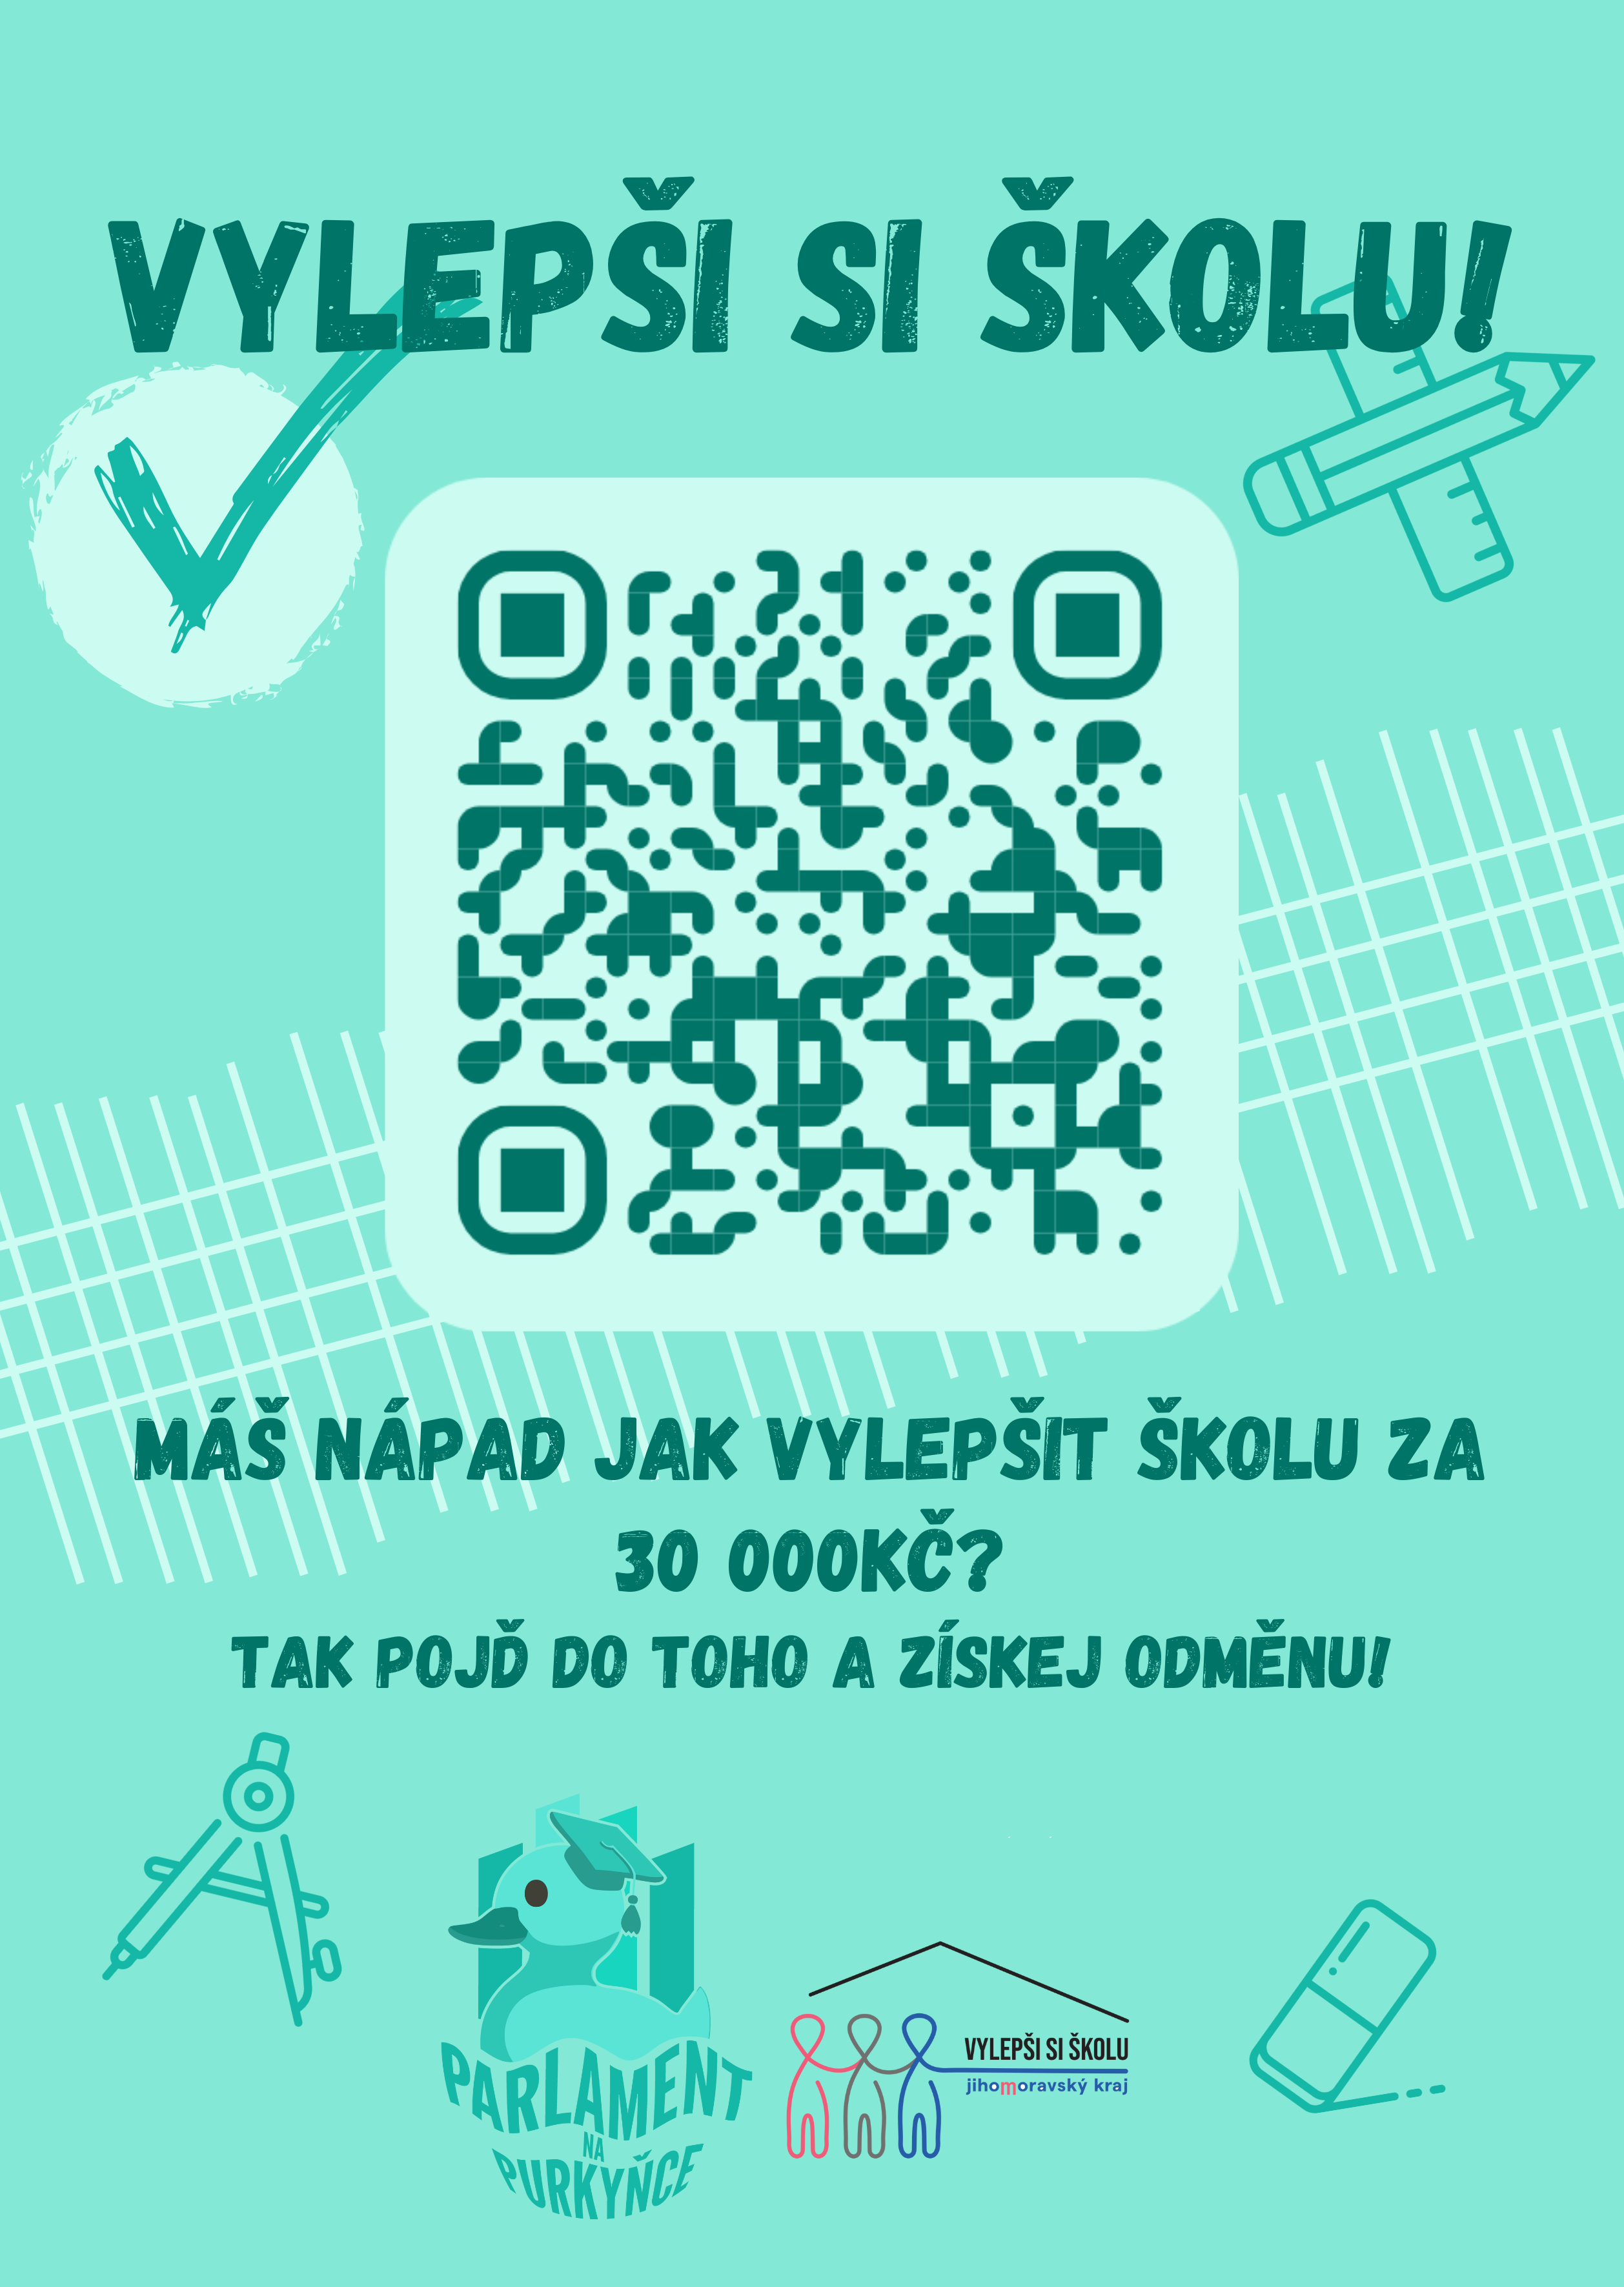 VYLEPŠI SI ŠKOLU!
MÁŠ NÁPAD JAK VYLEPŠIT ŠKOLU ZA
30 000KČ?
TAK POJĎ DO TOHO A ZÍSKEJ ODMĚNU!
PARLAMENT
NA
PURKYŇCE
VYLEPŠI SI ŠKOLU
jihomoravský kraj